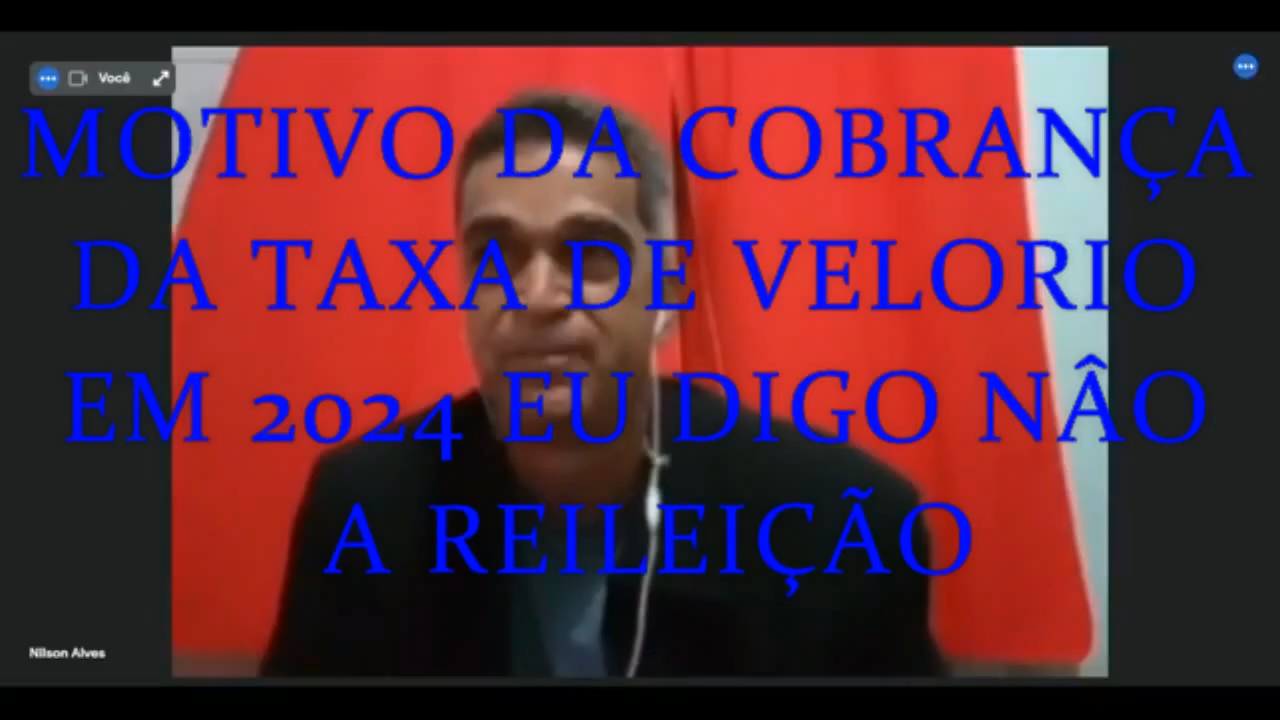 Você
MOTIVO DA COBRANÇA
DA TAXA DE VELORIO
EM 2024 EU DIGO NÂO
A REILEIÇÃO
Nilson Alves